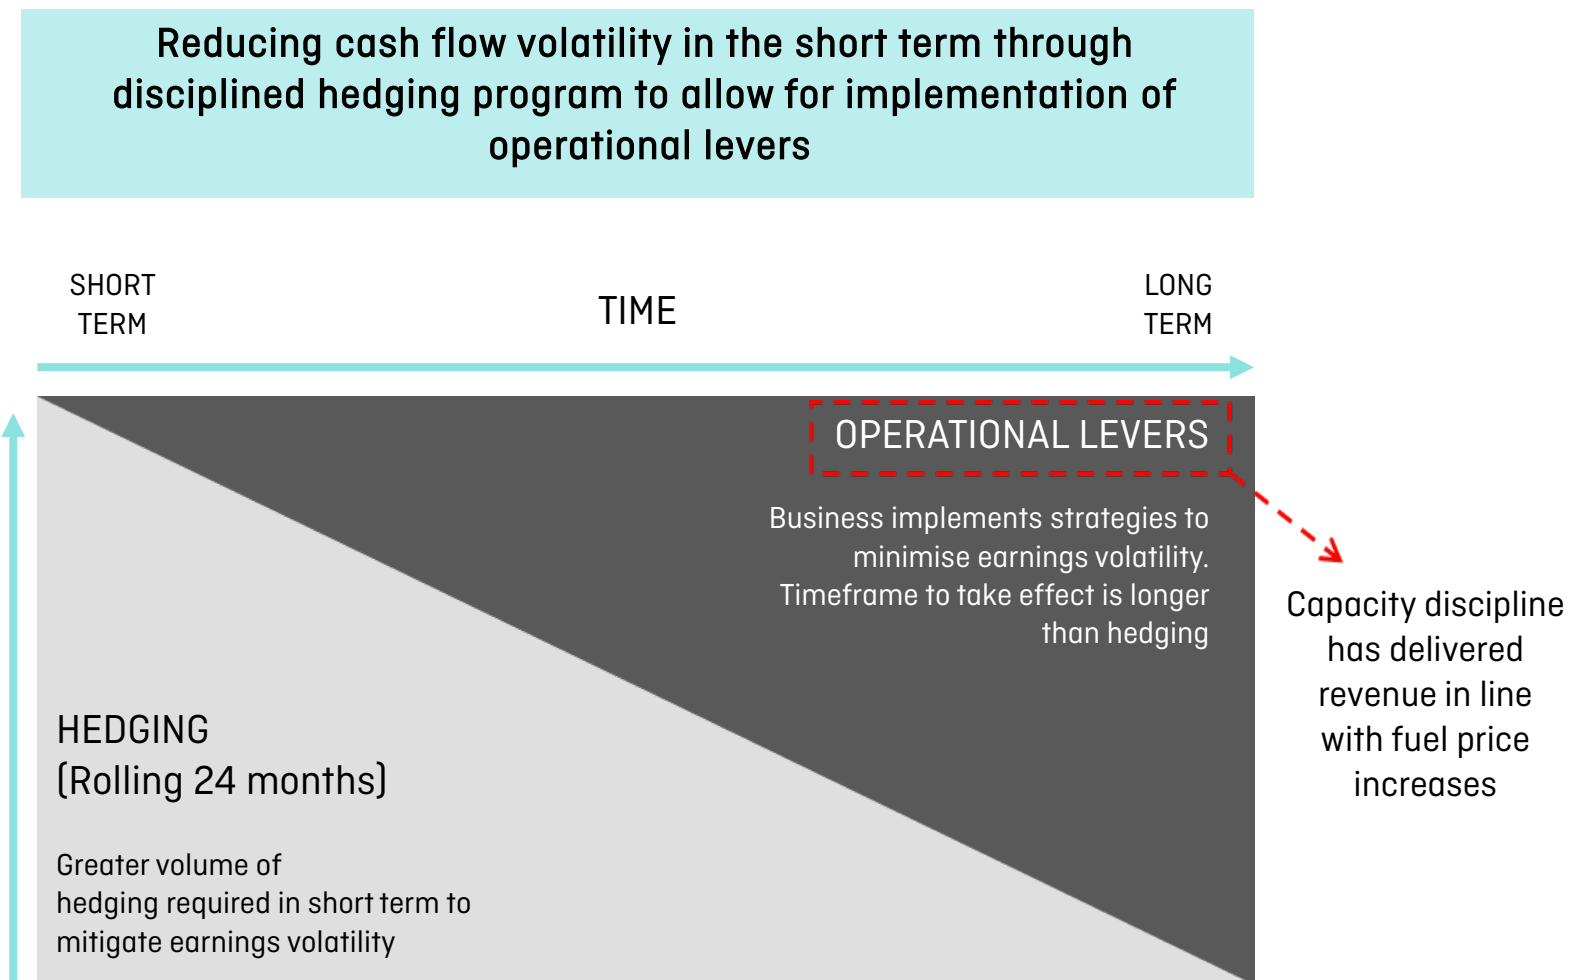 Reducing cash flow volatility in the short term through
disciplined hedging program to allow for implementation of
operational levers
SHORT
TERM
TIME
LONG
TERM
OPERATIONAL LEVERS
Business implements strategies to
minimise earnings volatility.
Timeframe to take effect is longer
than hedging
Capacity discipline
has delivered
revenue in line
with fuel price
increases
HEDGING
(Rolling 24 months)
Greater volume of
hedging required in short term to
mitigate earnings volatility